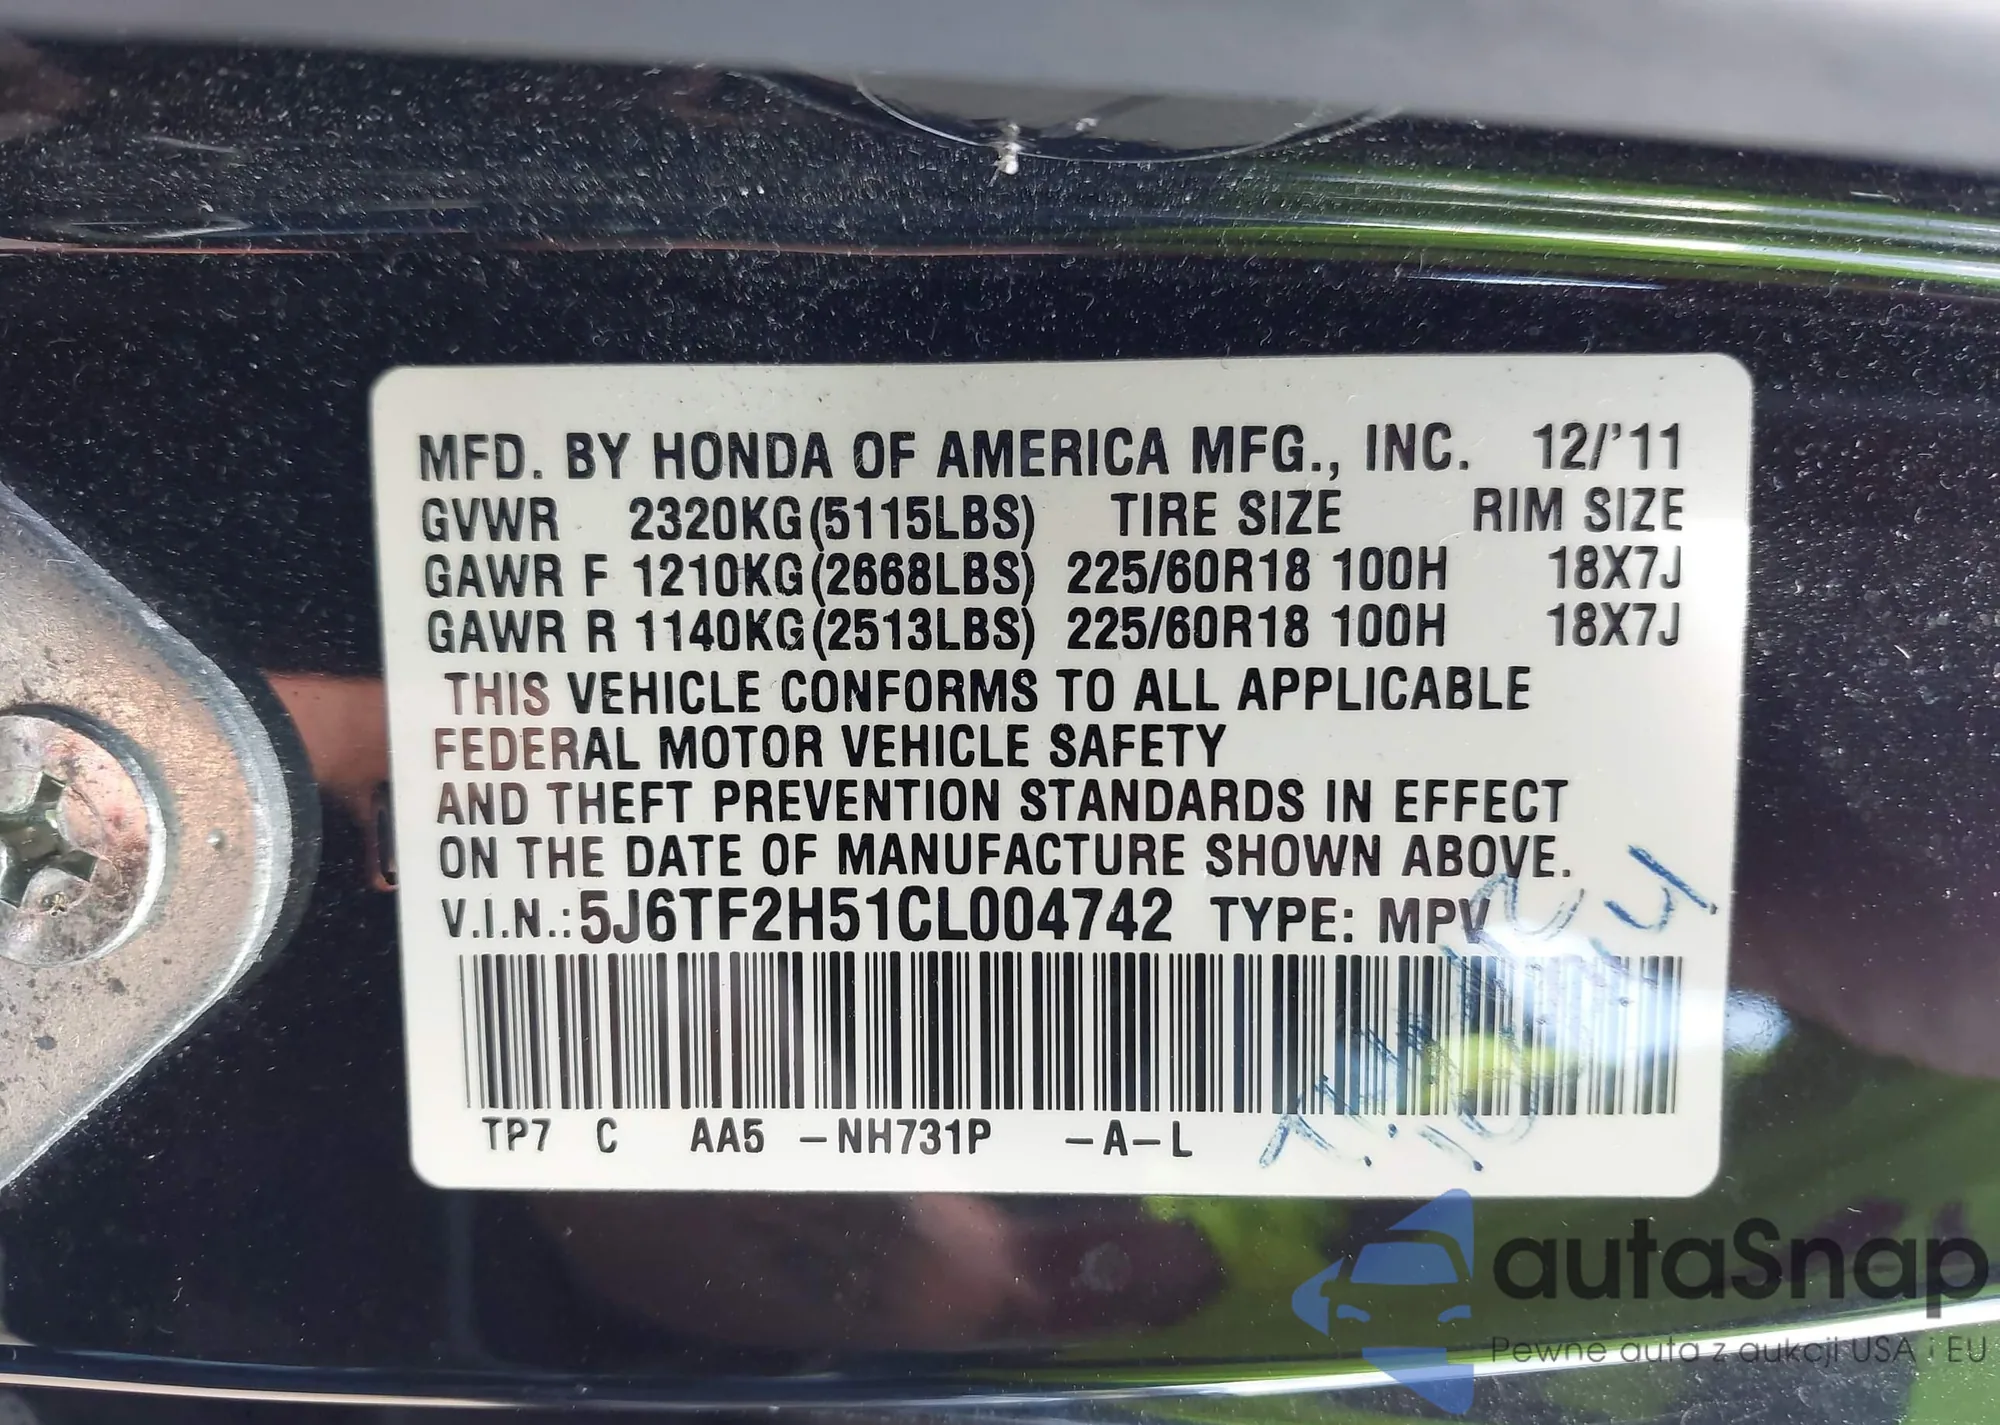 MFD. BY HONDA OF AMERICA MFG., INC. 12/'11
GVWR 2320KG(5115LBS) TIRE SIZE RIM SIZE
GAWR F 1210KG(2668LBS) 225/60R18 100H 18X7J
GAWR R 1140KG(2513LBS) 225/60R18 100H 18X7J
THIS VEHICLE CONFORMS TO ALL APPLICABLE
FEDERAL MOTOR VEHICLE SAFETY
AND THEFT PREVENTION STANDARDS IN EFFECT
ON THE DATE OF MANUFACTURE SHOWN ABOVE.
V.I.N.:5J6TF2H51CL004742 TYPE: MPV
TP7 C AA5 -NH731P -A-L
autaSnap
Pewne auta z aukcji USA i EU